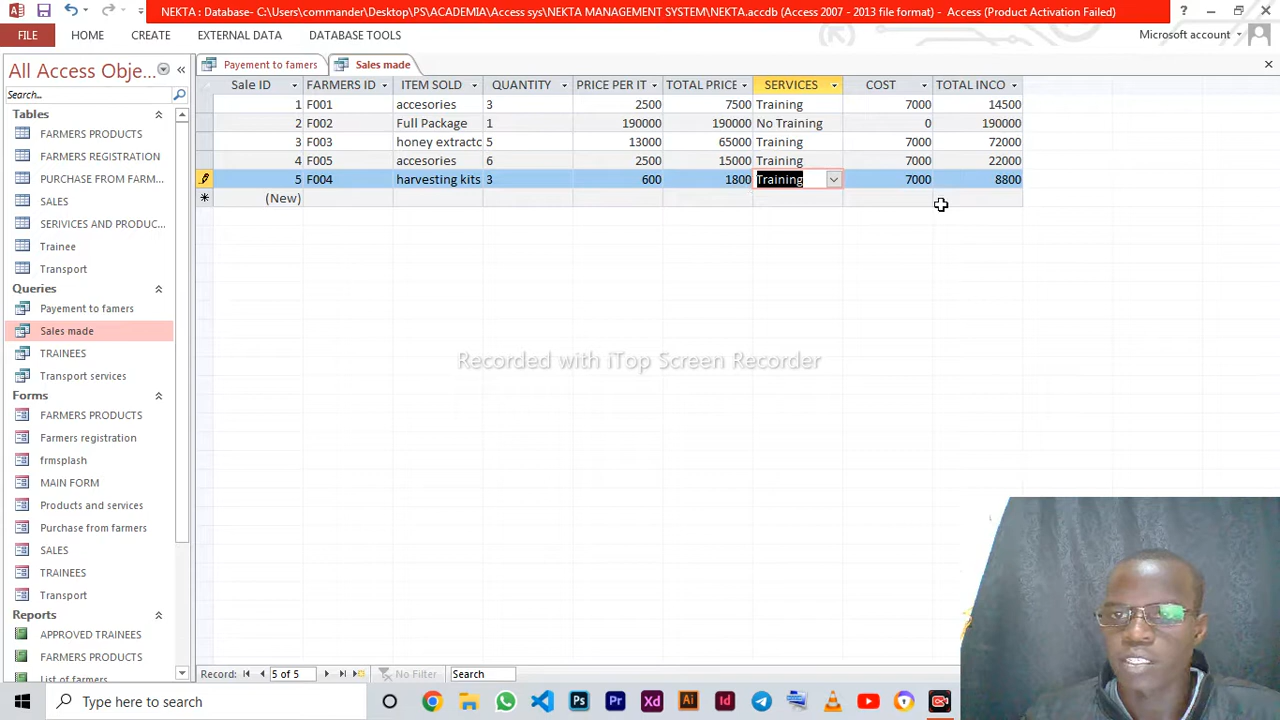 NEKTA : Database- C:\Users\commander\Desktop\PS\ACADEMIA\Access sys\NEKTA MANAGEMENT SYSTEM\NEKTA.accdb (Access 2007 - 2013 file format) - Access (Product Activation Failed)
FILE HOME CREATE EXTERNAL DATA DATABASE TOOLS Microsoft account
All Access Obje...
Search...
Tables
FARMERS PRODUCTS
FARMERS REGISTRATION
PURCHASE FROM FARM...
SALES
SERIVICES AND PRODUC...
Trainee
Transport
Queries
Payement to famers
Sales made
TRAINEES
Transport services
Forms
FARMERS PRODUCTS
Farmers registration
frmsplash
MAIN FORM
Products and services
Purchase from farmers
SALES
TRAINEES
Transport
Reports
APPROVED TRAINEES
FARMERS PRODUCTS
List of farmers
Payement to famers Sales made
Sale ID FARMERS ID ITEM SOLD QUANTITY PRICE PER IT TOTAL PRICE SERVICES COST TOTAL INCO
1 F001 accesories 3 2500 7500 Training 7000 14500
2 F002 Full Package 1 190000 190000 No Training 0 190000
3 F003 honey extractc 5 13000 65000 Training 7000 72000
4 F005 accesories 6 2500 15000 Training 7000 22000
5 F004 harvesting kits 3 600 1800 Training 7000 8800
(New)
Recorded with iTop Screen Recorder
Record: 5 of 5 No Filter Search
Type here to search